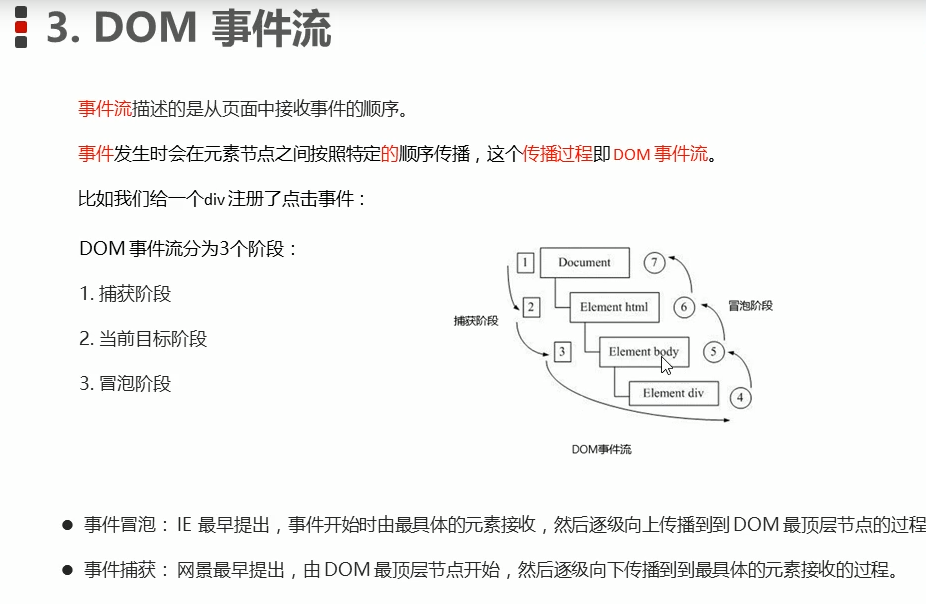 3. DOM 事件流
事件流描述的是从页面中接收事件的顺序。
事件发生时会在元素节点之间按照特定的顺序传播，这个传播过程即DOM 事件流。
比如我们给一个div 注册了点击事件：
DOM 事件流分为3个阶段：
1. 捕获阶段
2. 当前目标阶段
3. 冒泡阶段
1 Document 7
2 Element html 6
冒泡阶段
捕获阶段
3 Element body 5
Element div 4
DOM事件流
● 事件冒泡： IE 最早提出，事件开始时由最具体的元素接收，然后逐级向上传播到到 DOM 最顶层节点的过程
● 事件捕获： 网景最早提出，由 DOM 最顶层节点开始，然后逐级向下传播到到最具体的元素接收的过程。